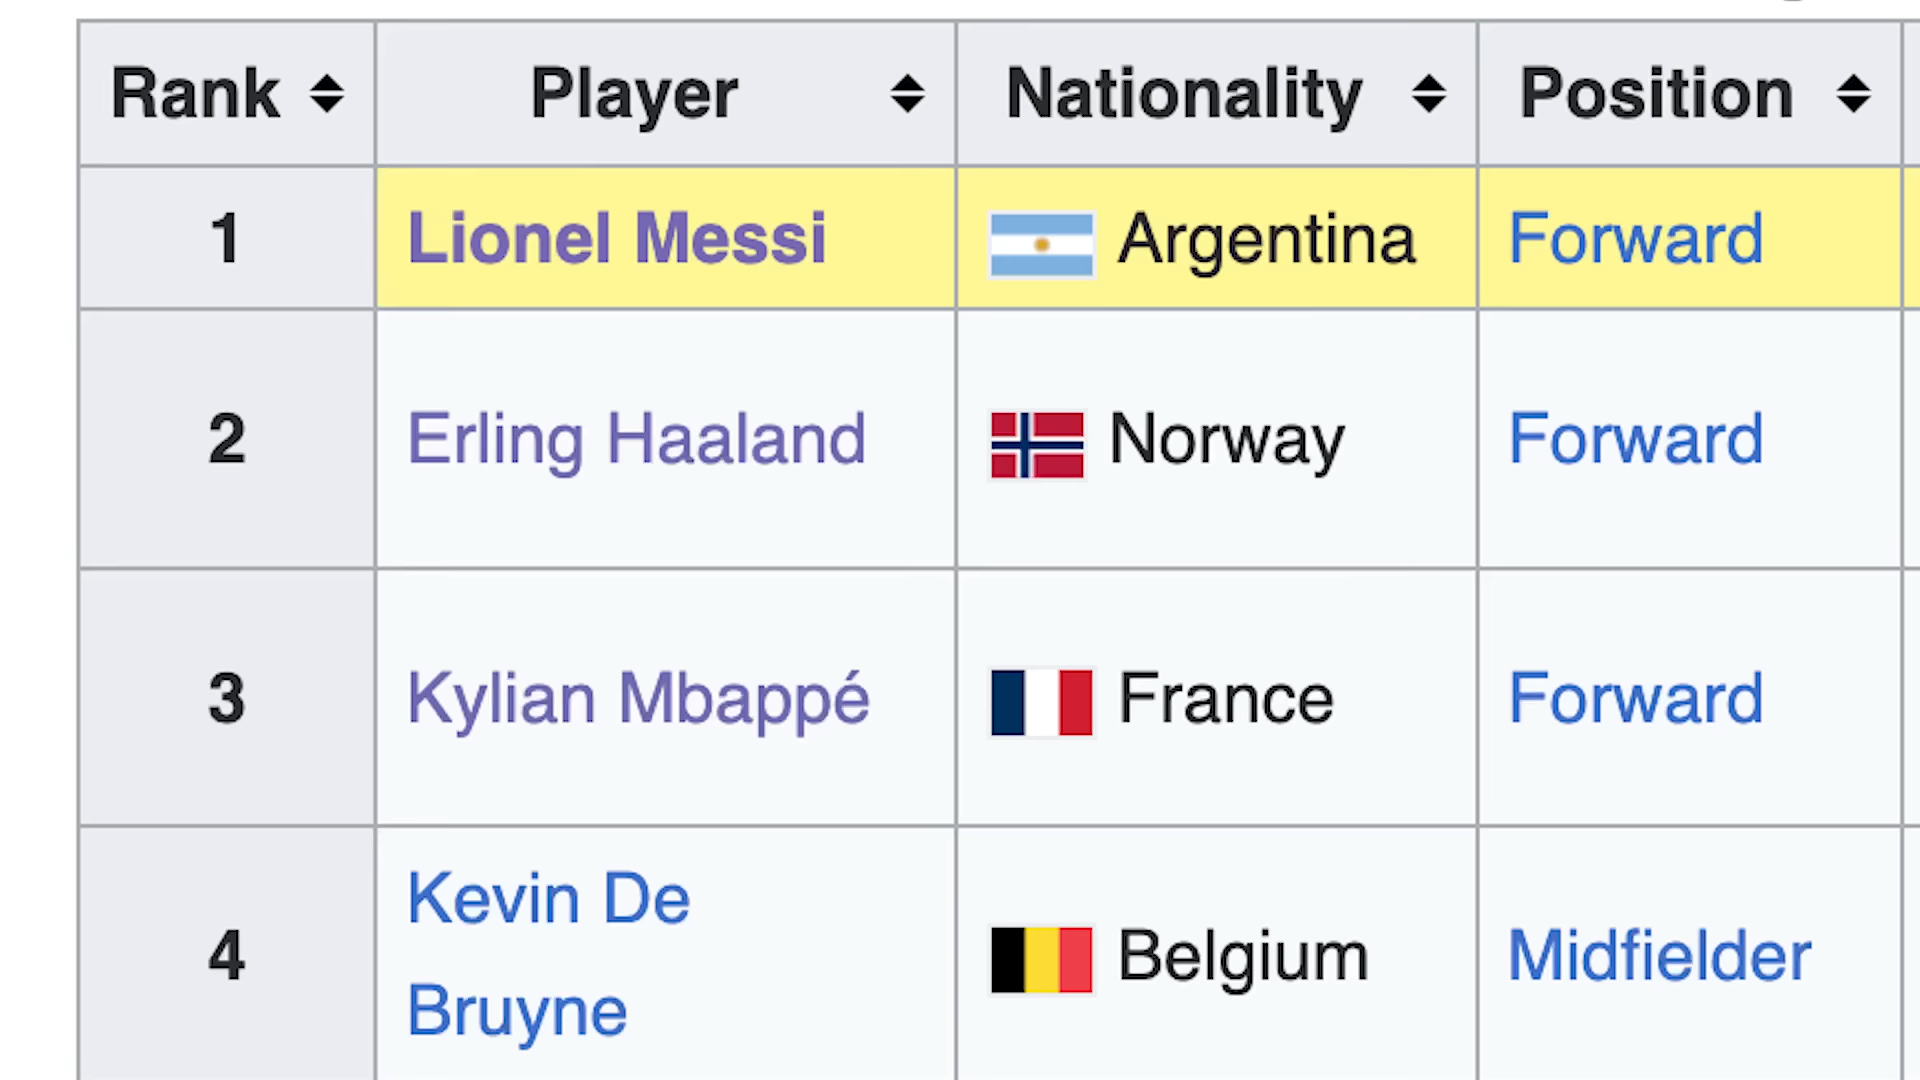 Rank Player Nationality Position
1 Lionel Messi Argentina Forward
2 Erling Haaland Norway Forward
3 Kylian Mbappé France Forward
4 Kevin De Bruyne Belgium Midfielder